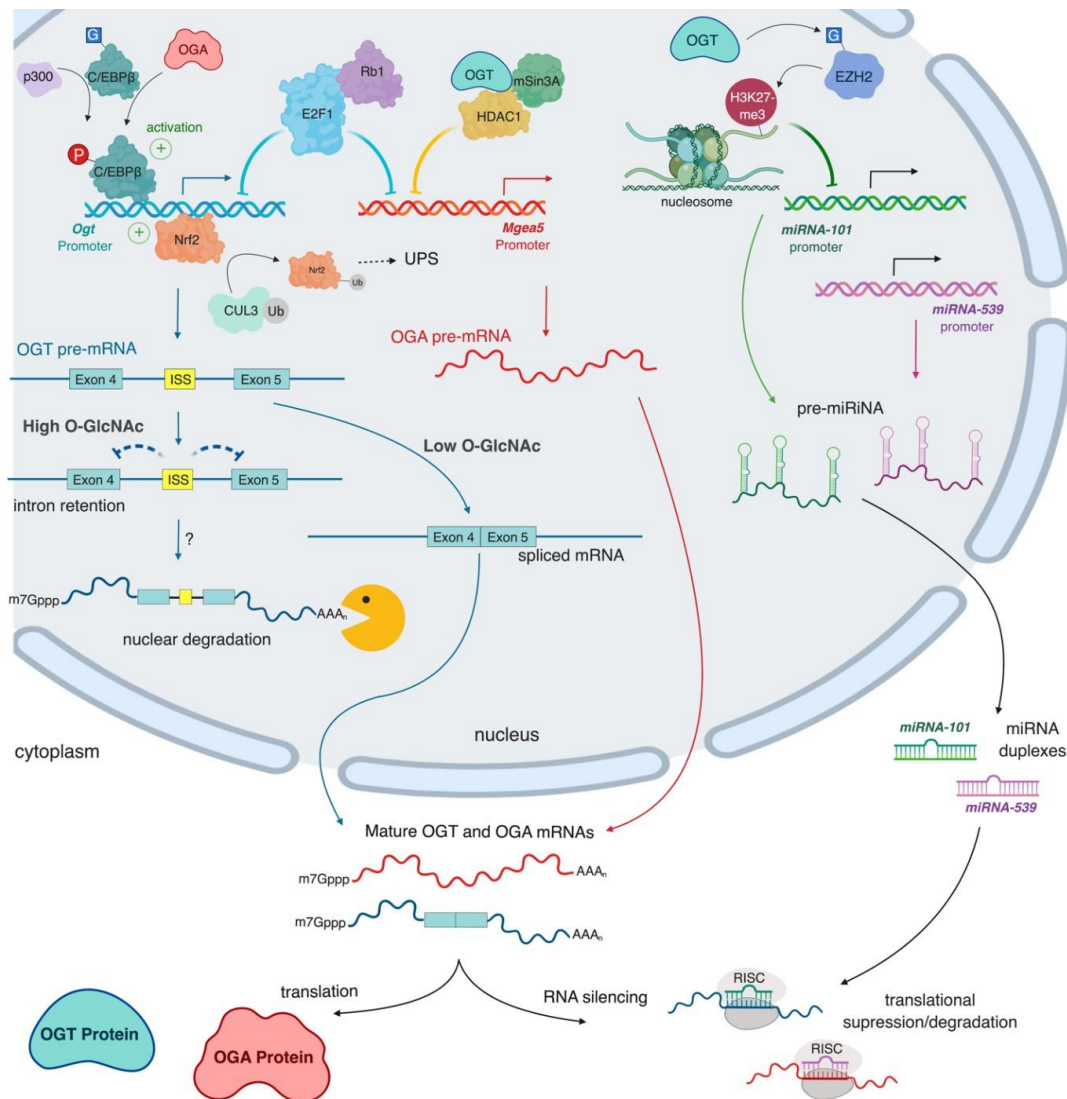 G
OGA
p300
C/EBPβ
activation
+
P
C/EBPβ
Ogt
Promoter
+
Nrf2
Rb1
E2F1
OGT
mSin3A
HDAC1
Mgea5
Promoter
CUL3
Ub
Nrf2
Ub
UPS
OGT
G
EZH2
H3K27-
me3
nucleosome
miRNA-101
promoter
miRNA-539
promoter
OGT pre-mRNA
Exon 4
ISS
Exon 5
OGA pre-mRNA
High O-GlcNAc
Low O-GlcNAc
Exon 4
ISS
Exon 5
intron retention
?
Exon 4
Exon 5
spliced mRNA
m7Gppp
AAAn
nuclear degradation
pre-miRiNA
nucleus
cytoplasm
miRNA-101
miRNA
duplexes
miRNA-539
Mature OGT and OGA mRNAs
m7Gppp
AAAn
m7Gppp
AAAn
translation
RNA silencing
OGT Protein
OGA Protein
RISC
translational
supression/degradation
RISC